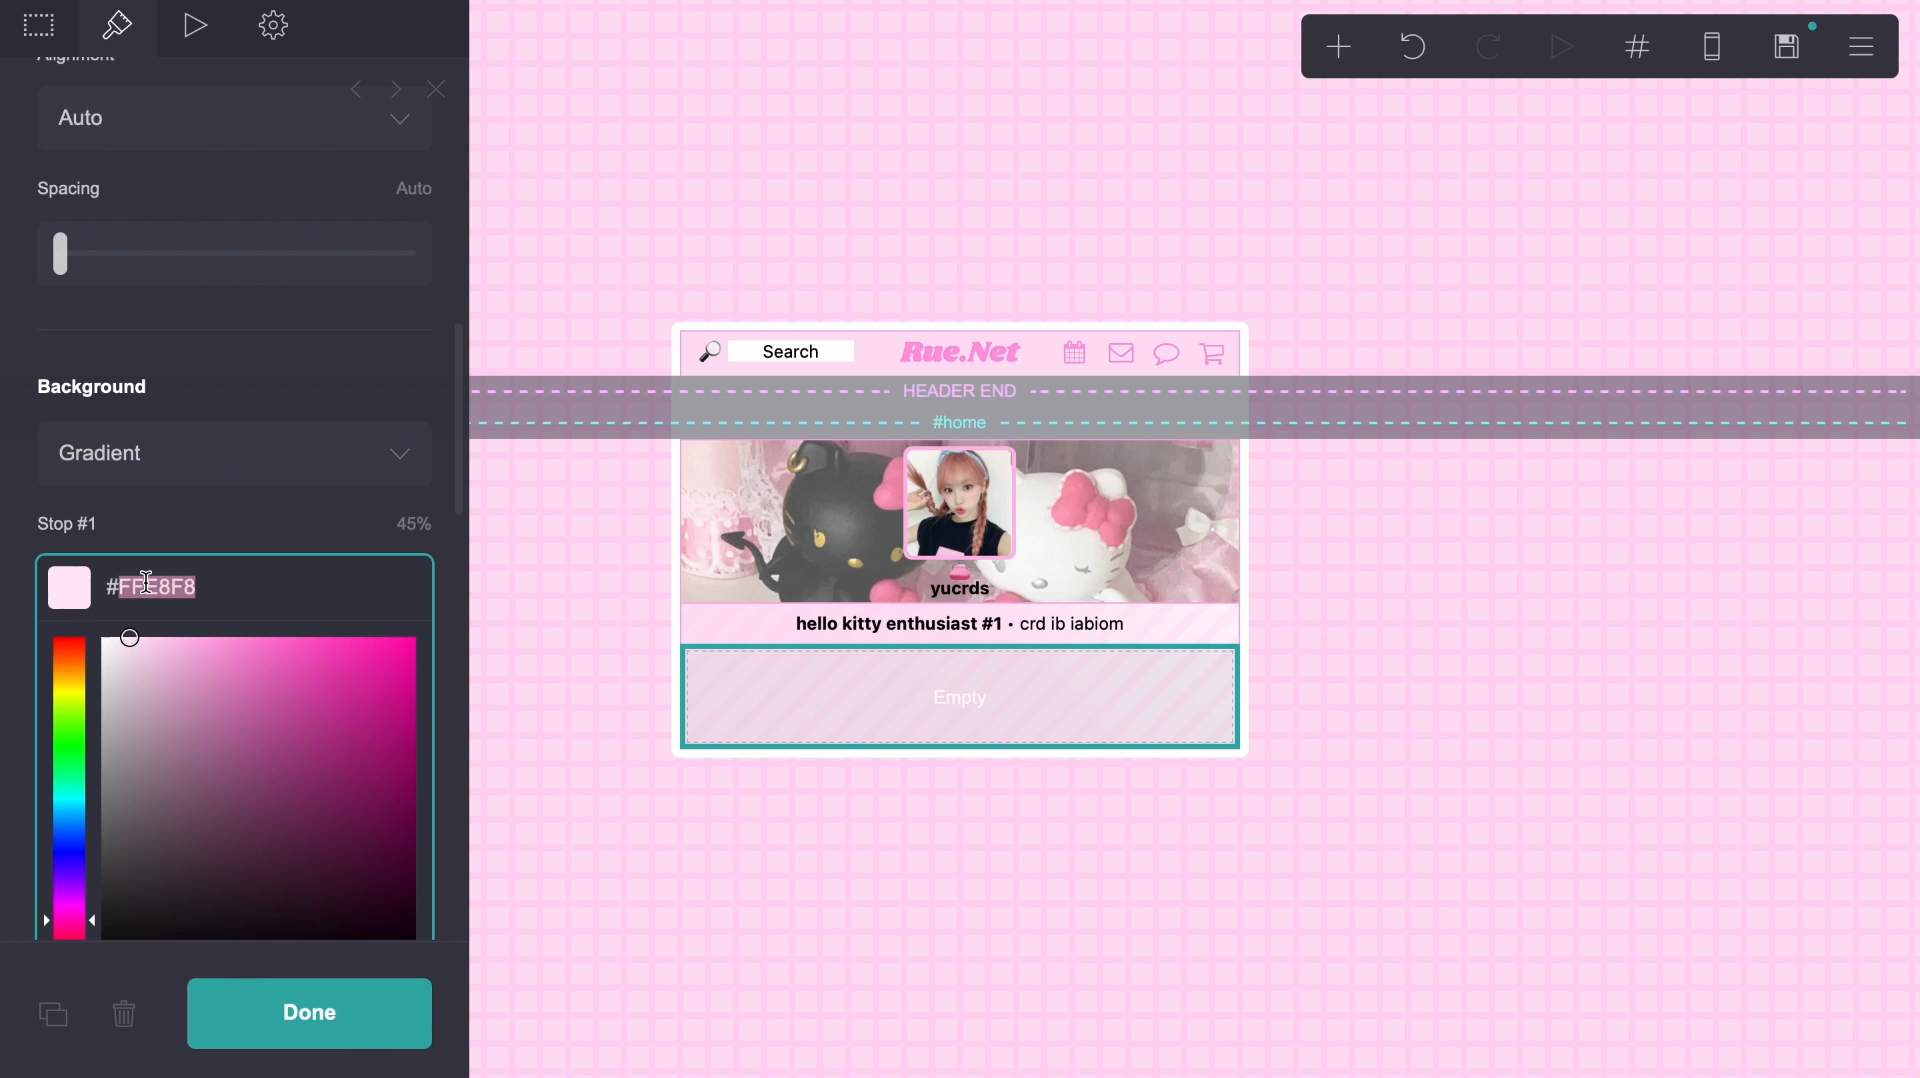 Alignment
Auto
Spacing
Auto
Background
Gradient
Stop #1
45%
#FFE8F8
Done
Search
Rue.Net
HEADER END
#home
yucrds
hello kitty enthusiast #1 • crd ib iabiom
Empty